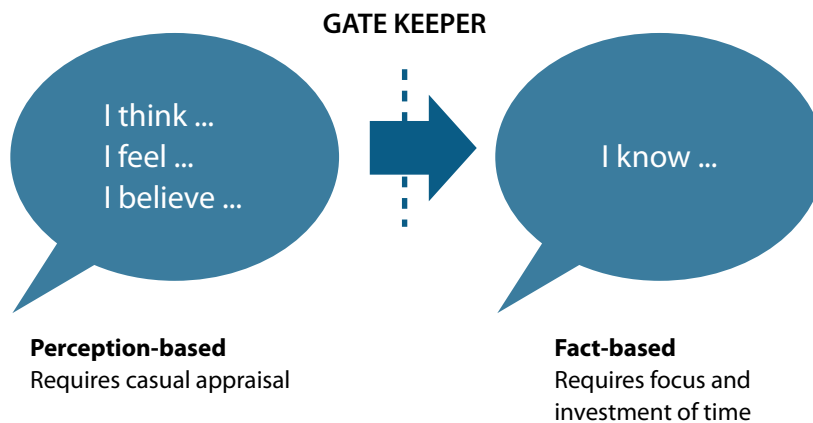 GATE KEEPER
I think ...
I feel ...
I believe ...
I know ...
Perception-based
Requires casual appraisal
Fact-based
Requires focus and
investment of time